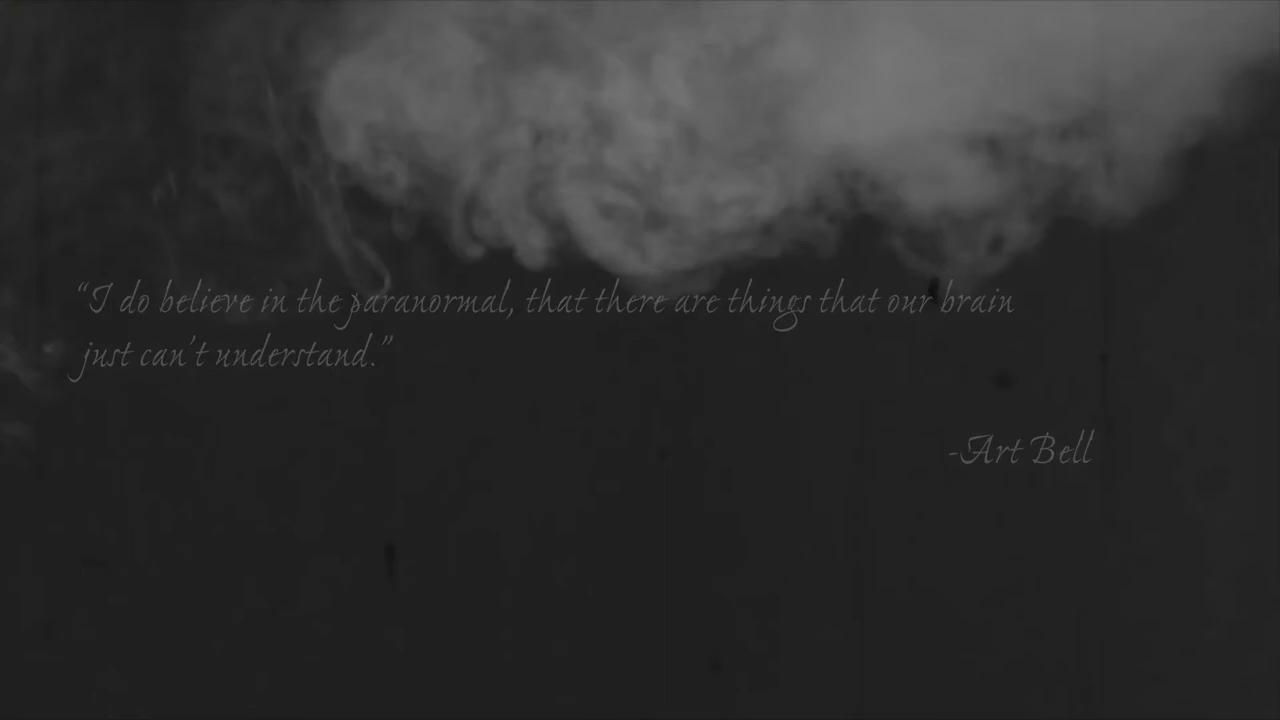 “I do believe in the paranormal, that there are things that our brain
just can’t understand.”
-Art Bell